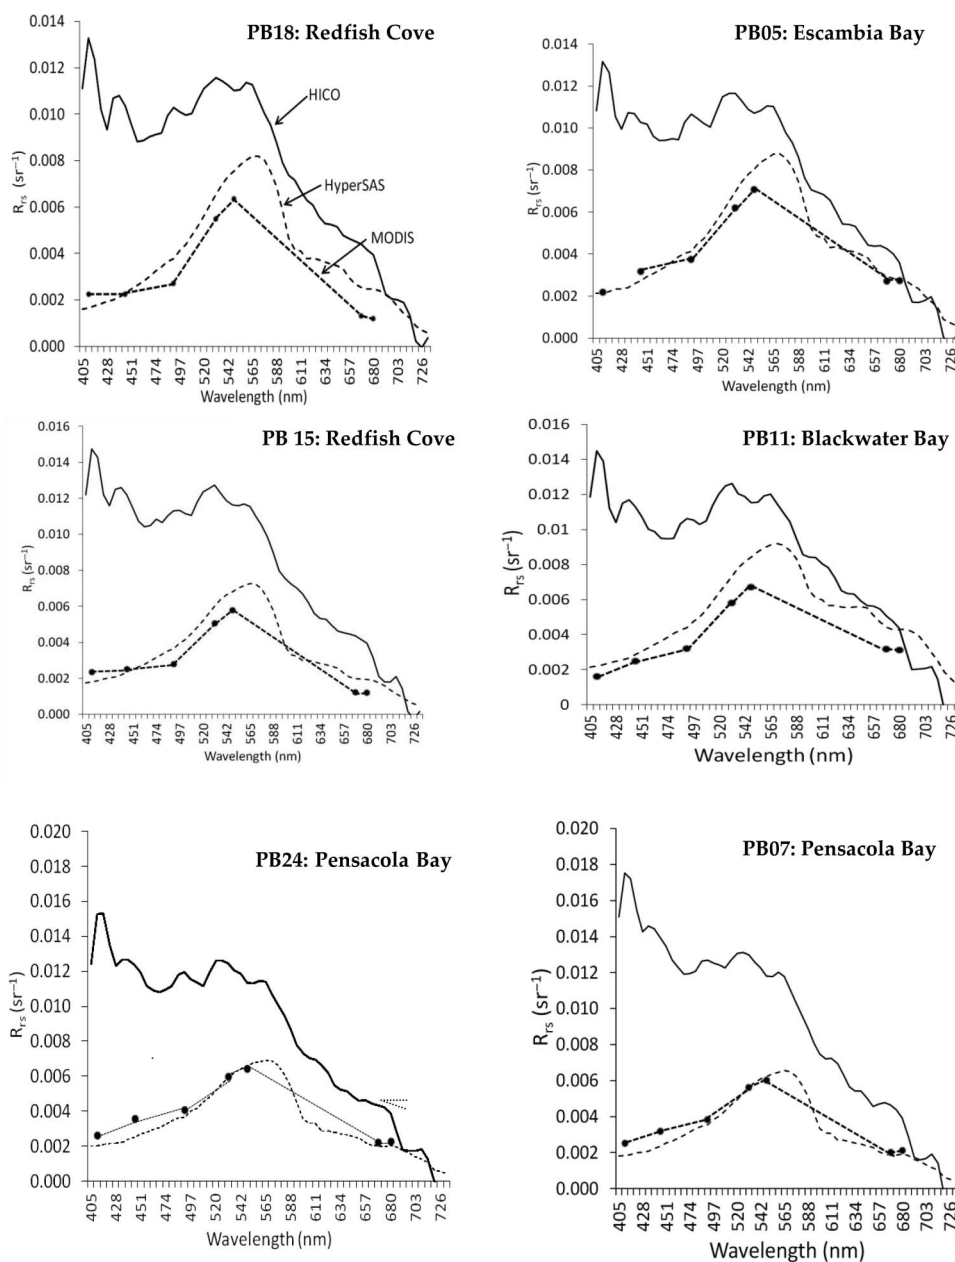 PB18: Redfish Cove
0.014
0.012
0.010
0.008
0.006
0.004
0.002
0.000
Rrs (sr−1)
HICO
HyperSAS
MODIS
405 428 451 474 497 520 542 565 588 611 634 657 680 703 726
Wavelength (nm)
PB05: Escambia Bay
0.014
0.012
0.010
0.008
0.006
0.004
0.002
0.000
Rrs (sr−1)
405 428 451 474 497 520 542 565 588 611 634 657 680 703 726
Wavelength (nm)
PB 15: Redfish Cove
0.016
0.014
0.012
0.010
0.008
0.006
0.004
0.002
0.000
Rrs (sr−1)
405 428 451 474 497 520 542 565 588 611 634 657 680 703 726
Wavelength (nm)
PB11: Blackwater Bay
0.016
0.014
0.012
0.01
0.008
0.006
0.004
0.002
0
Rrs (sr−1)
405 428 451 474 497 520 542 565 588 611 634 657 680 703 726
Wavelength (nm)
PB24: Pensacola Bay
0.020
0.018
0.016
0.014
0.012
0.010
0.008
0.006
0.004
0.002
0.000
Rrs (sr−1)
405 428 451 474 497 520 542 565 588 611 634 657 680 703 726
Wavelength (nm)
PB07: Pensacola Bay
0.020
0.018
0.016
0.014
0.012
0.010
0.008
0.006
0.004
0.002
0.000
Rrs (sr−1)
405 428 451 474 497 520 542 565 588 611 634 657 680 703 726
Wavelength (nm)